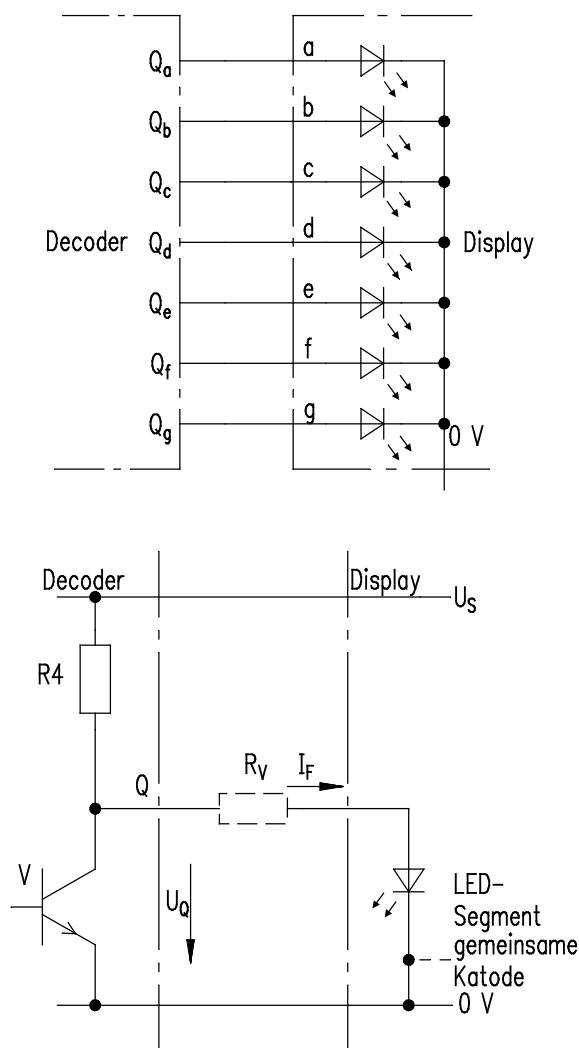 Qa a
Qb b
Qc c
Decoder Qd d Display
Qe e
Qf f
Qg g
0 V
Decoder Display
US
R4
Q RV IF
V
UQ
LED-
Segment
gemeinsame
Katode
0 V